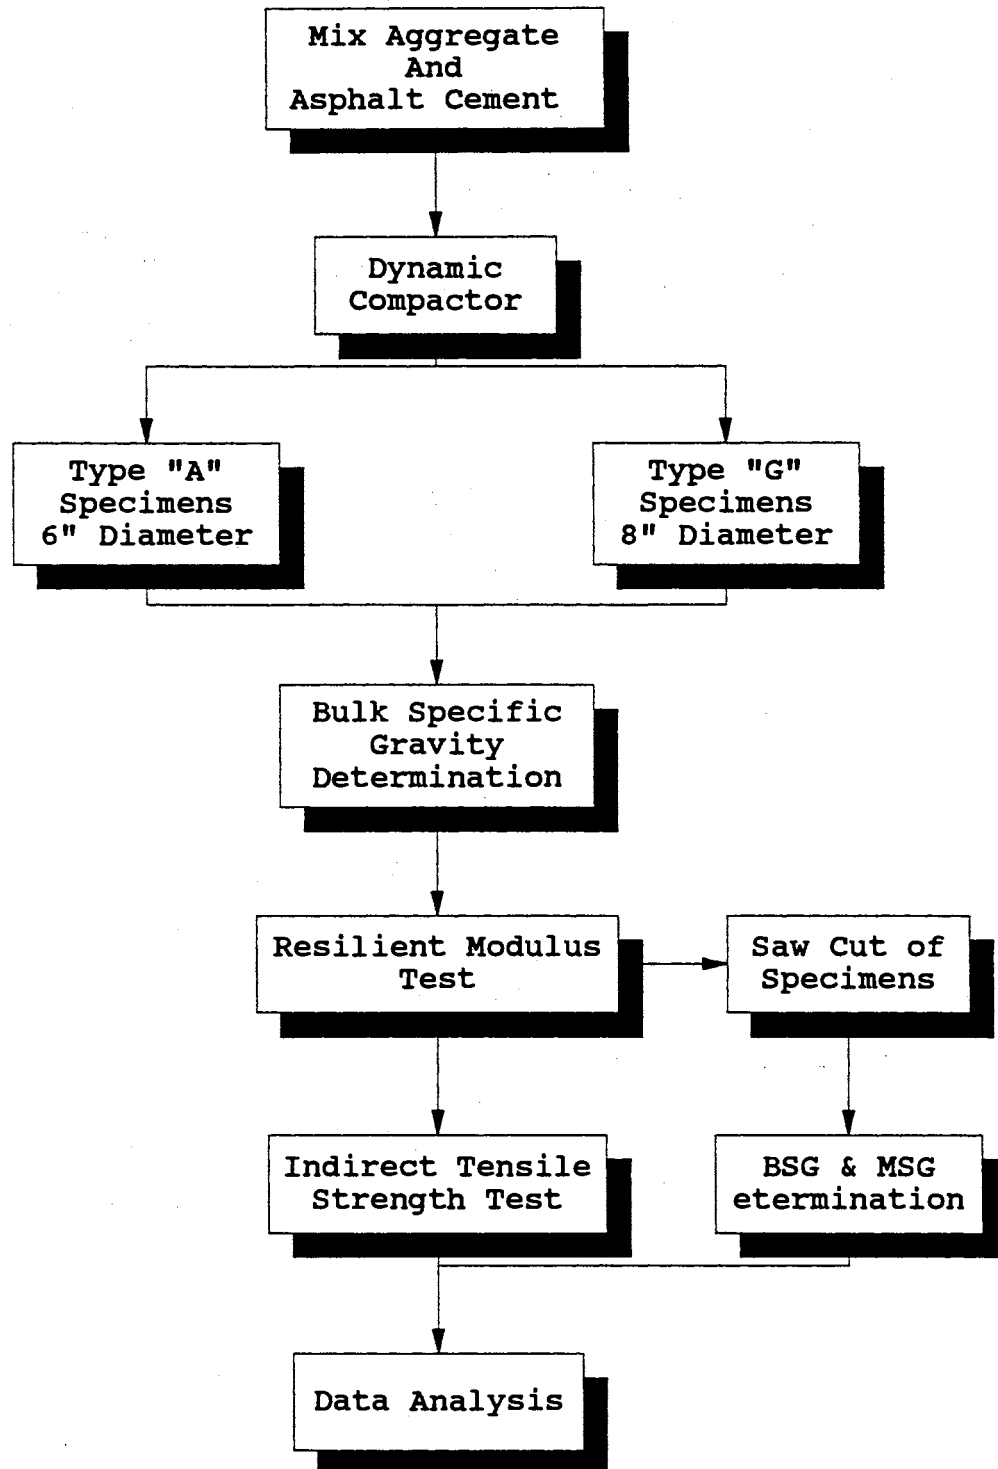 Mix Aggregate
And
Asphalt Cement
Dynamic
Compactor
Type "A"
Specimens
6" Diameter
Type "G"
Specimens
8" Diameter
Bulk Specific
Gravity
Determination
Resilient Modulus
Test
Saw Cut of
Specimens
Indirect Tensile
Strength Test
BSG & MSG
etermination
Data Analysis